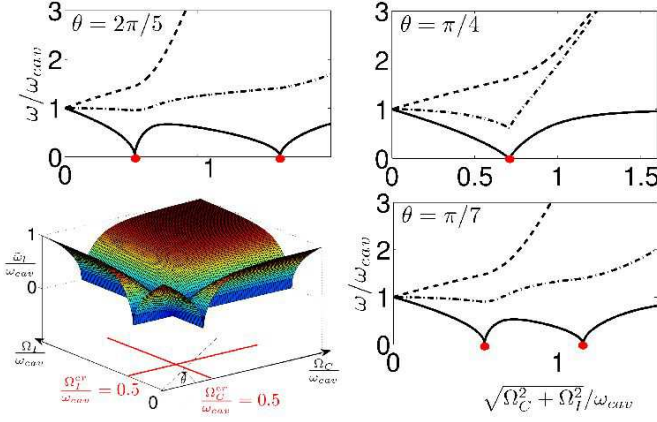 θ = 2π/5
3
2
1
0
ω/ω_cav
0
1
θ = π/4
3
2
1
0
0
0.5
1
1.5
1
0
ω̃_I/ω_cav
Ω_I/ω_cav
Ω_C/ω_cav
Ω_I^cr/ω_cav = 0.5
Ω_C^cr/ω_cav = 0.5
θ
0
θ = π/7
3
2
1
0
ω/ω_cav
0
1
√(Ω_C^2 + Ω_I^2)/ω_cav